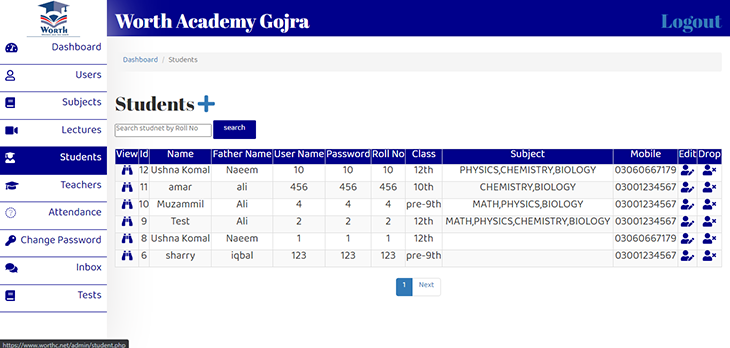 WORTH
Worth Academy Gojra
Logout
Dashboard
Users
Subjects
Lectures
Students
Teachers
Attendance
Change Password
Inbox
Tests
Dashboard / Students
Students
Search studnet by Roll No
search
View Id Name Father Name User Name Password Roll No Class Subject Mobile Edit Drop
12 Ushna Komal Naeem 10 10 10 12th PHYSICS,CHEMISTRY,BIOLOGY 03060667179
11 amar ali 456 456 456 10th CHEMISTRY,BIOLOGY 03001234567
10 Muzammil Ali 4 4 4 pre-9th MATH,PHYSICS,BIOLOGY 03001234567
9 Test Ali 2 2 2 12th MATH,PHYSICS,CHEMISTRY,BIOLOGY 03001234567
8 Ushna Komal Naeem 1 1 1 12th 03060667179
6 sharry iqbal 123 123 123 pre-9th 03001234567
1 Next
https://www.worthc.net/admin/student.php